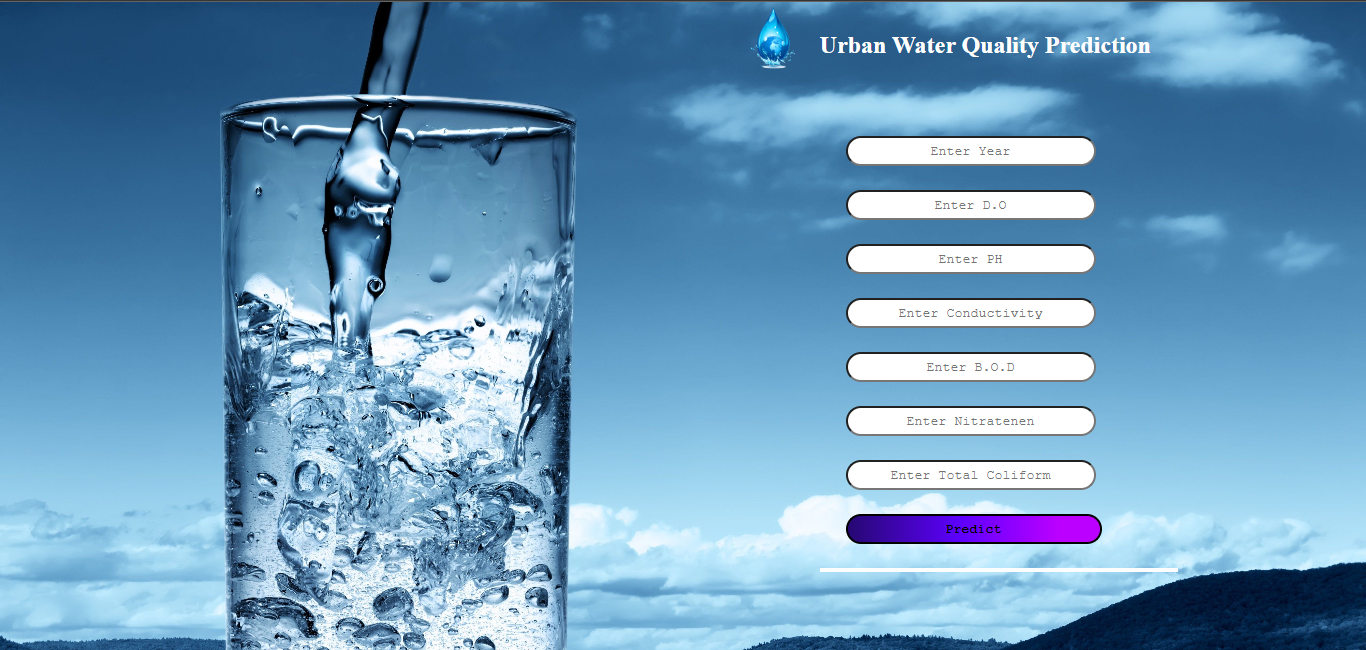 Urban Water Quality Prediction
Enter Year
Enter D.O
Enter PH
Enter Conductivity
Enter B.O.D
Enter Nitratenen
Enter Total Coliform
Predict